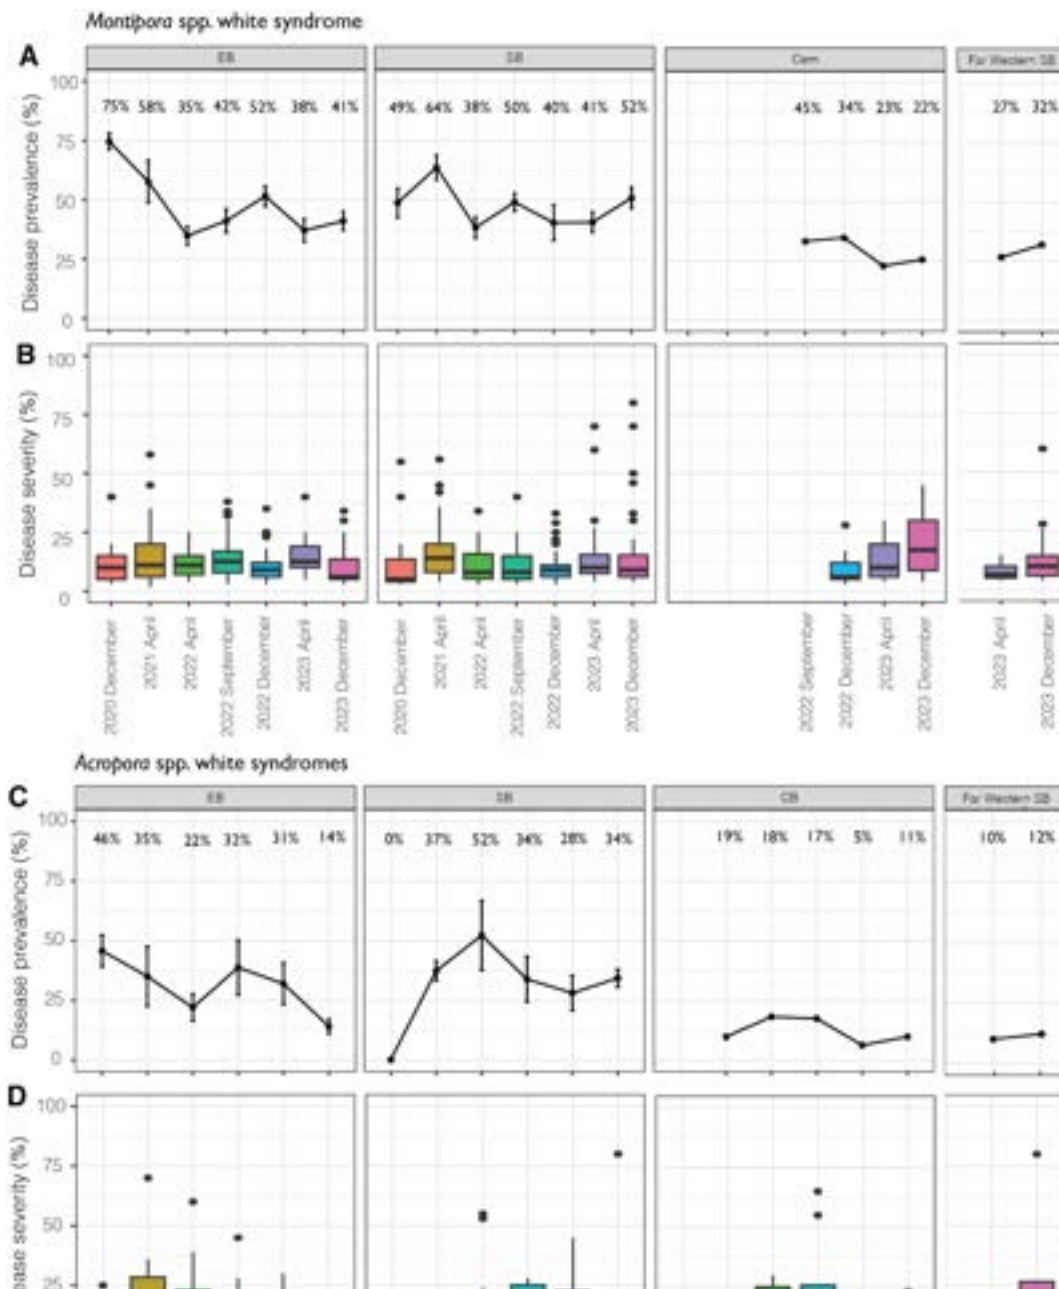 Montipora spp. white syndrome
A
EB
SB
Cem
Far Western SB
Disease prevalence (%)
100
75
50
25
0
75% 58% 35% 42% 52% 38% 41%
49% 64% 38% 50% 40% 41% 52%
45% 34% 23% 22%
27% 32%
B
Disease severity (%)
100
75
50
25
0
2020 December
2021 April
2022 April
2022 September
2022 December
2023 April
2023 December
2020 December
2021 April
2022 April
2022 September
2022 December
2023 April
2023 December
2022 September
2022 December
2023 April
2023 December
2023 April
2023 December
Acropora spp. white syndromes
C
EB
SB
CB
Far Western SB
Disease prevalence (%)
100
75
50
25
0
46% 35% 22% 32% 31% 14%
0% 37% 52% 34% 28% 34%
19% 18% 17% 5% 11%
10% 12%
D
ease severity (%)
100
75
50
25